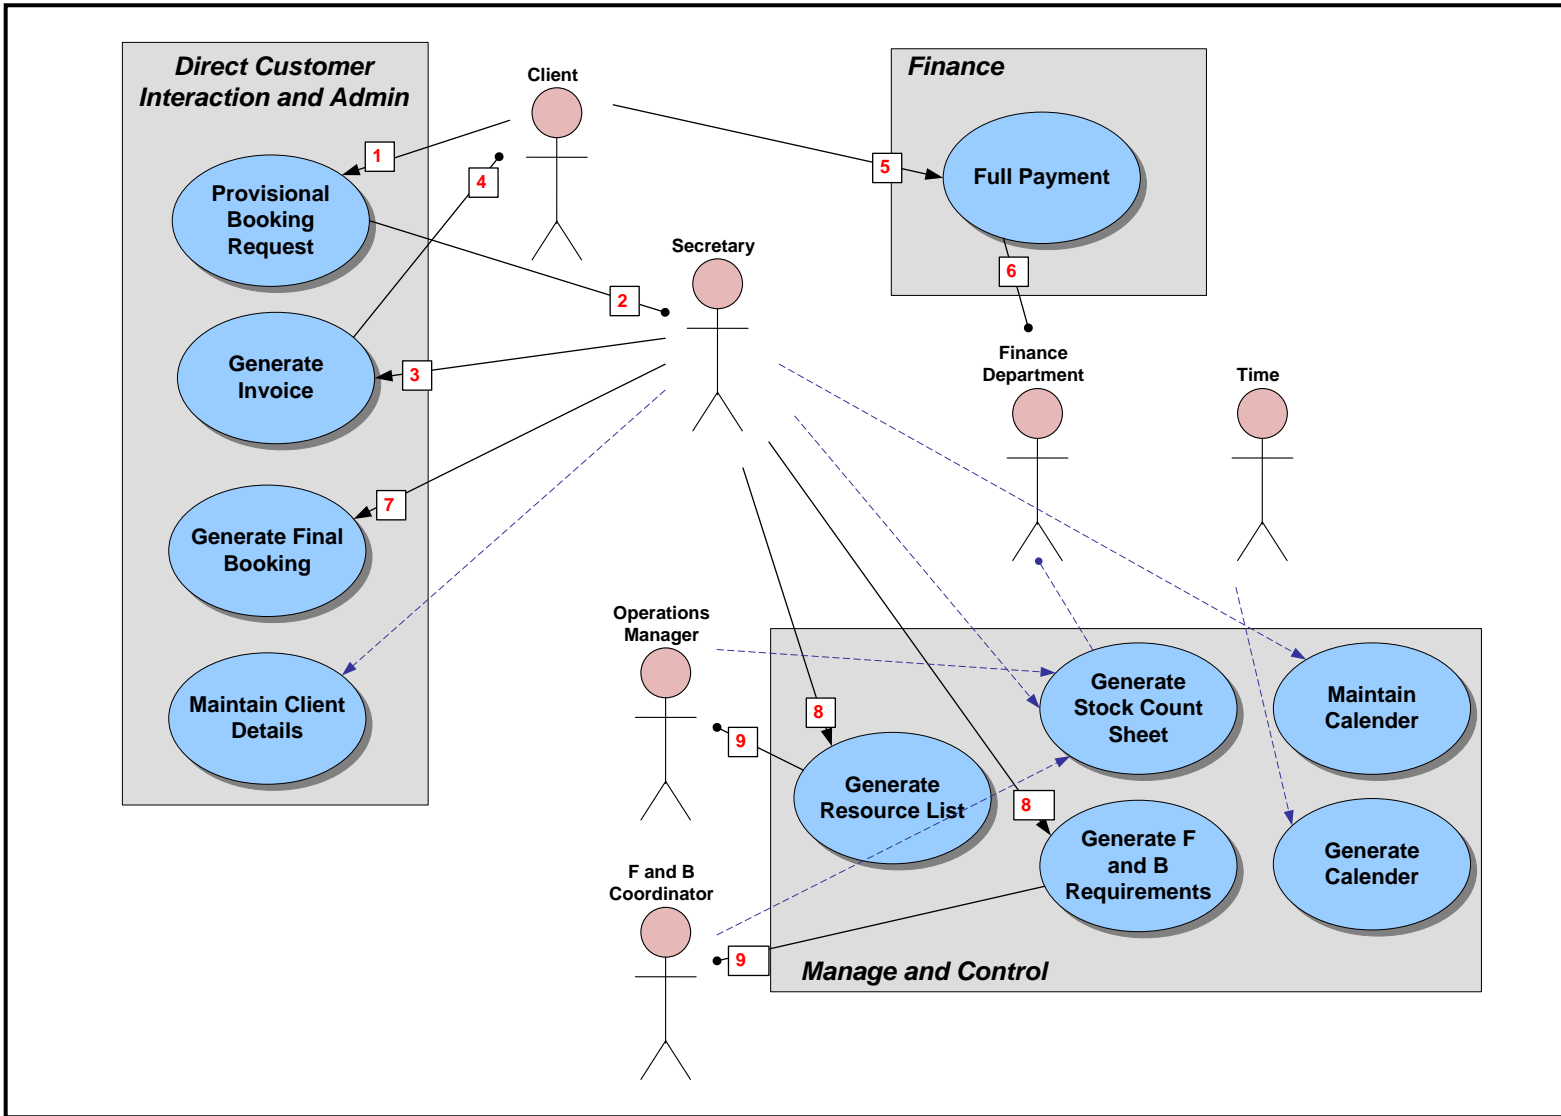 Direct Customer
Interaction and Admin
Client
Finance
1
4
5
Provisional
Booking
Request
Full Payment
Secretary
6
2
Generate
Invoice
3
Finance
Department
Time
7
Generate Final
Booking
Operations
Manager
Maintain Client
Details
8
9
Generate
Stock Count
Sheet
Maintain
Calender
Generate
Resource List
8
Generate F
and B
Requirements
Generate
Calender
F and B
Coordinator
9
Manage and Control